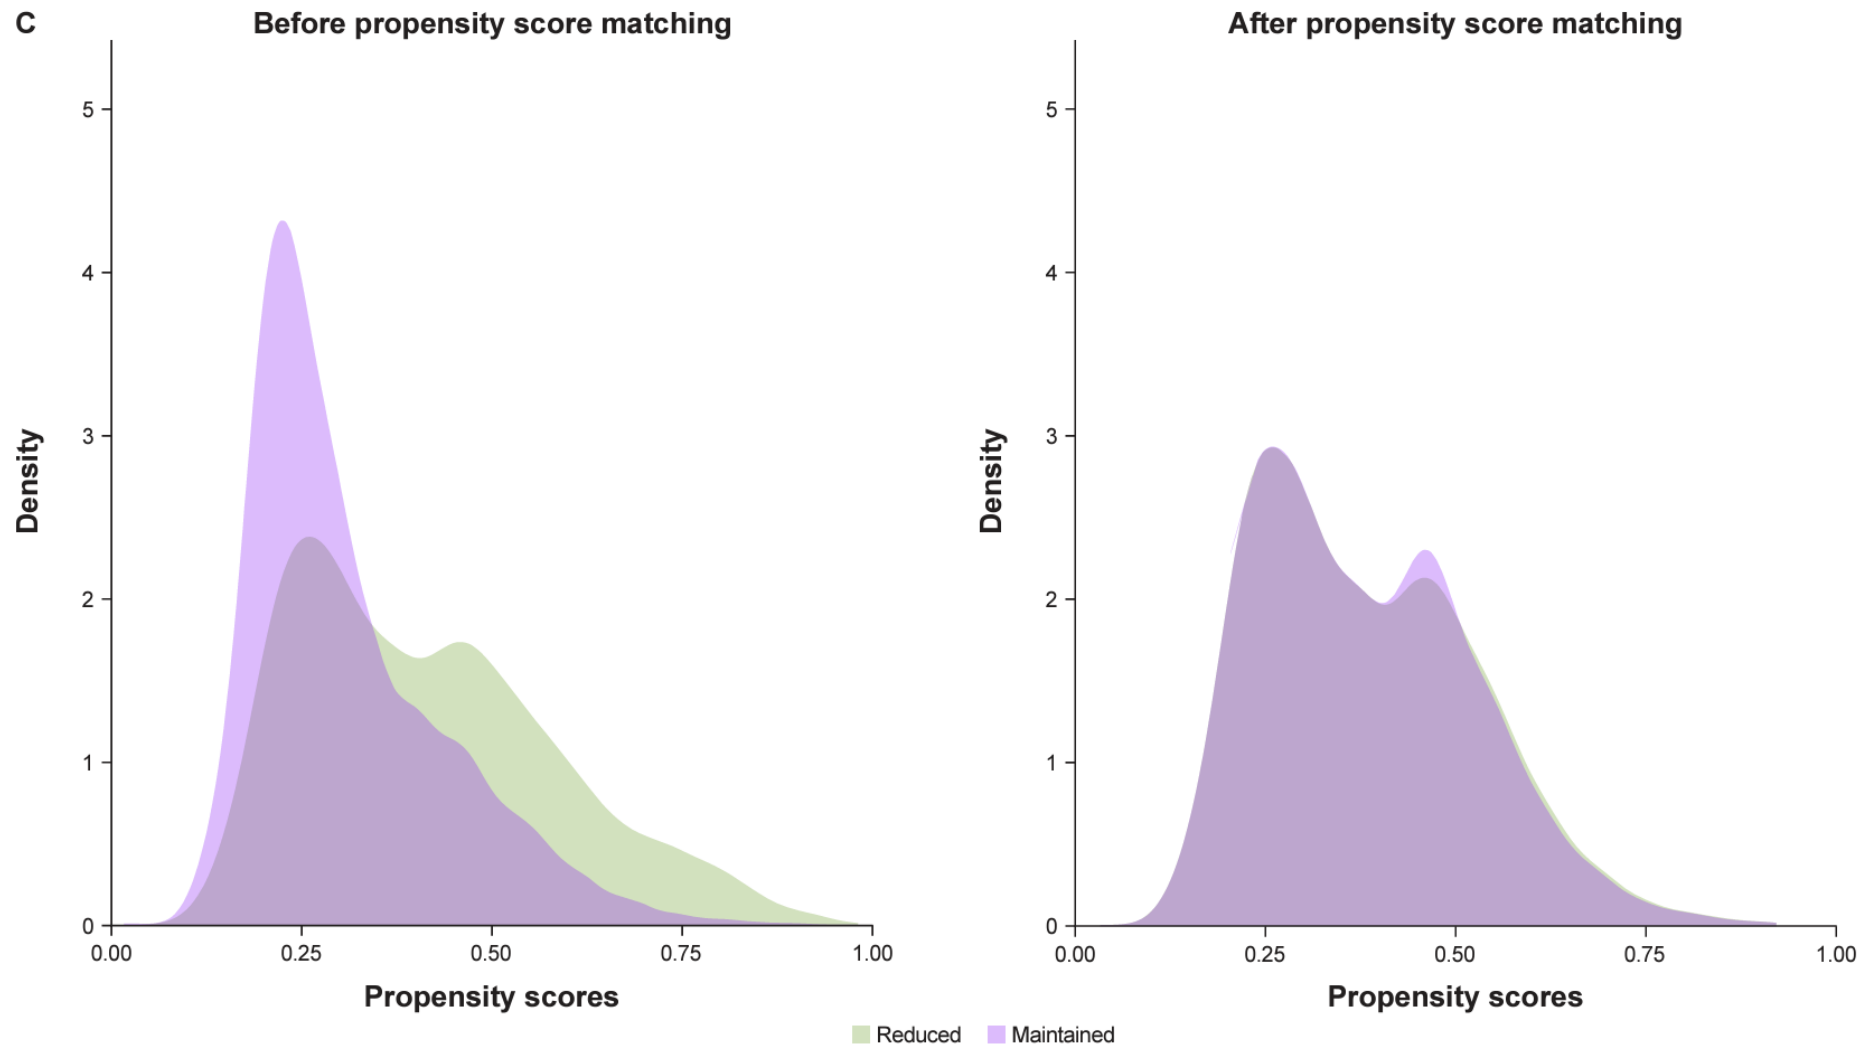 C
Before propensity score matching
After propensity score matching
5
4
3
2
1
0
Density
0.00 0.25 0.50 0.75 1.00
Propensity scores
5
4
3
2
1
0
Density
0.00 0.25 0.50 0.75 1.00
Propensity scores
Reduced Maintained